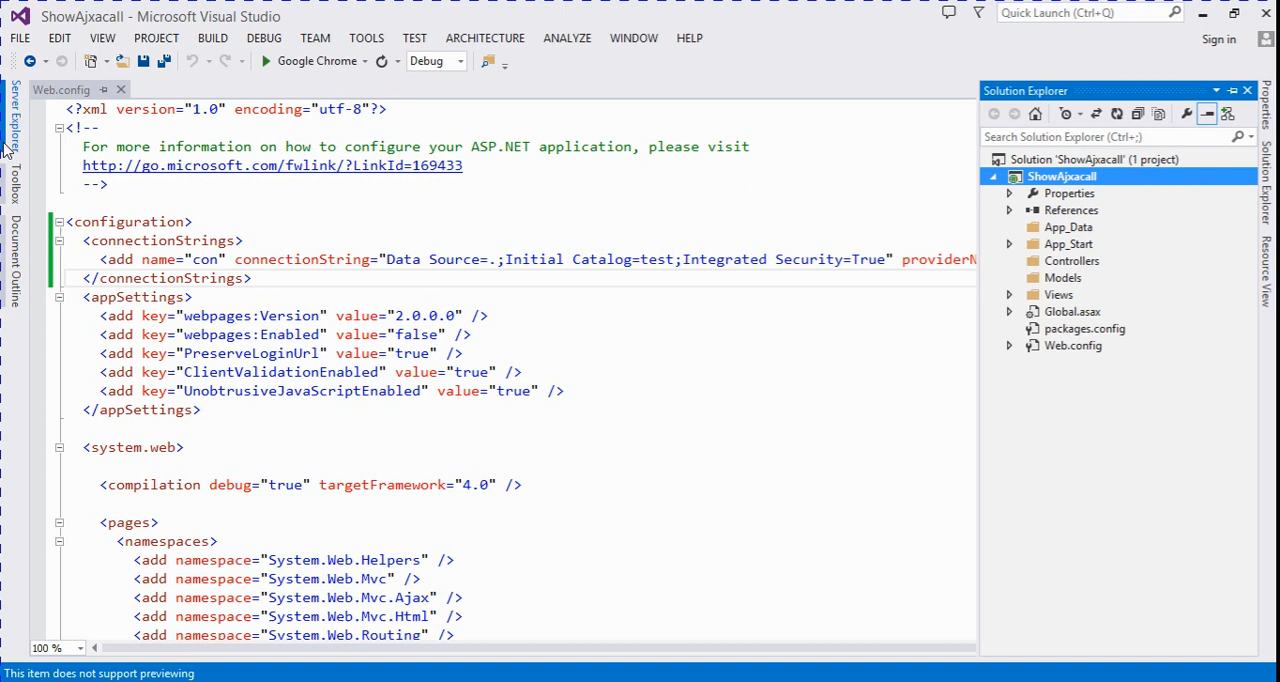 ShowAjxacall - Microsoft Visual Studio
Quick Launch (Ctrl+Q)
FILE EDIT VIEW PROJECT BUILD DEBUG TEAM TOOLS TEST ARCHITECTURE ANALYZE WINDOW HELP
Sign in
Google Chrome
Debug
Server Explorer
Toolbox
Document Outline
Web.config
<?xml version="1.0" encoding="utf-8"?>
<!--
For more information on how to configure your ASP.NET application, please visit
http://go.microsoft.com/fwlink/?LinkId=169433
-->
<configuration>
<connectionStrings>
<add name="con" connectionString="Data Source=.;Initial Catalog=test;Integrated Security=True" providerN
</connectionStrings>
<appSettings>
<add key="webpages:Version" value="2.0.0.0" />
<add key="webpages:Enabled" value="false" />
<add key="PreserveLoginUrl" value="true" />
<add key="ClientValidationEnabled" value="true" />
<add key="UnobtrusiveJavaScriptEnabled" value="true" />
</appSettings>
<system.web>
<compilation debug="true" targetFramework="4.0" />
<pages>
<namespaces>
<add namespace="System.Web.Helpers" />
<add namespace="System.Web.Mvc" />
<add namespace="System.Web.Mvc.Ajax" />
<add namespace="System.Web.Mvc.Html" />
<add namespace="System.Web.Routing" />
100 %
Solution Explorer
Search Solution Explorer (Ctrl+;)
Solution 'ShowAjxacall' (1 project)
ShowAjxacall
Properties
References
App_Data
App_Start
Controllers
Models
Views
Global.asax
packages.config
Web.config
Properties
Solution Explorer
Resource View
This item does not support previewing